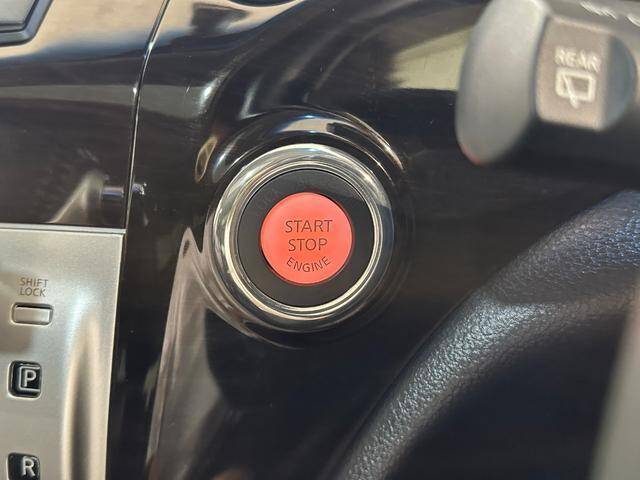 REAR
START
STOP
ENGINE
SHIFT
LOCK
P
R